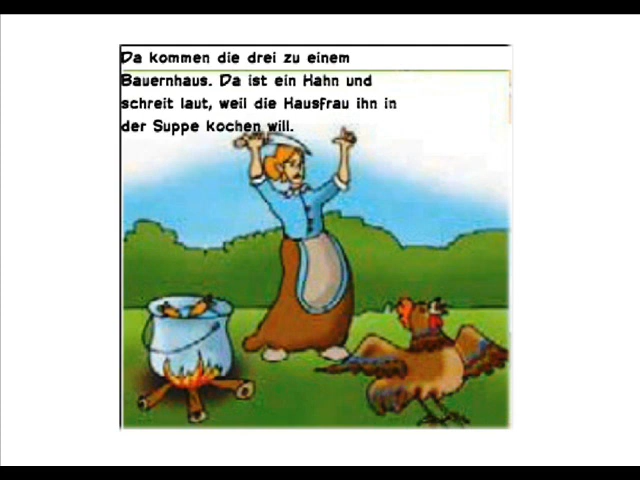 Da kommen die drei zu einem
Bauernhaus. Da ist ein Hahn und
schreit laut, weil die Hausfrau ihn in
der Suppe kochen will.